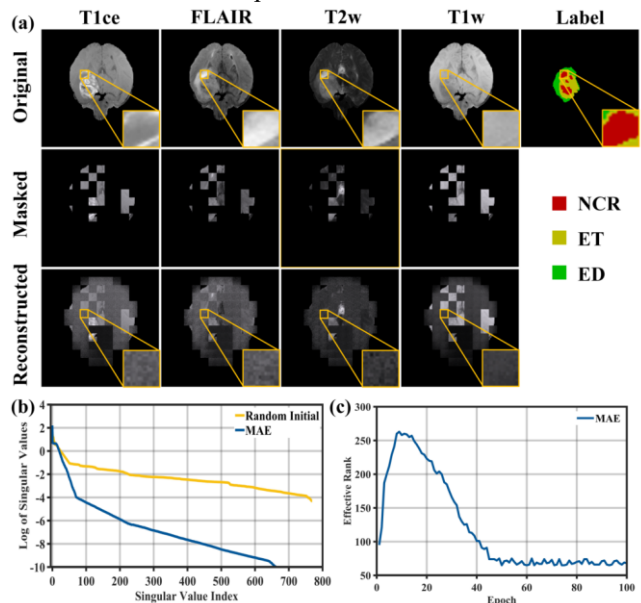 T1ce FLAIR T2w T1w Label
(a)
Original
Masked
NCR
ET
ED
Reconstructed
(b)
4
2
0
-2
-4
-6
-8
-10
Log of Singular Values
Random Initial
MAE
0 100 200 300 400 500 600 700 800
Singular Value Index
(c)
300
250
200
150
100
50
Effective Rank
MAE
0 20 40 60 80 100
Epoch